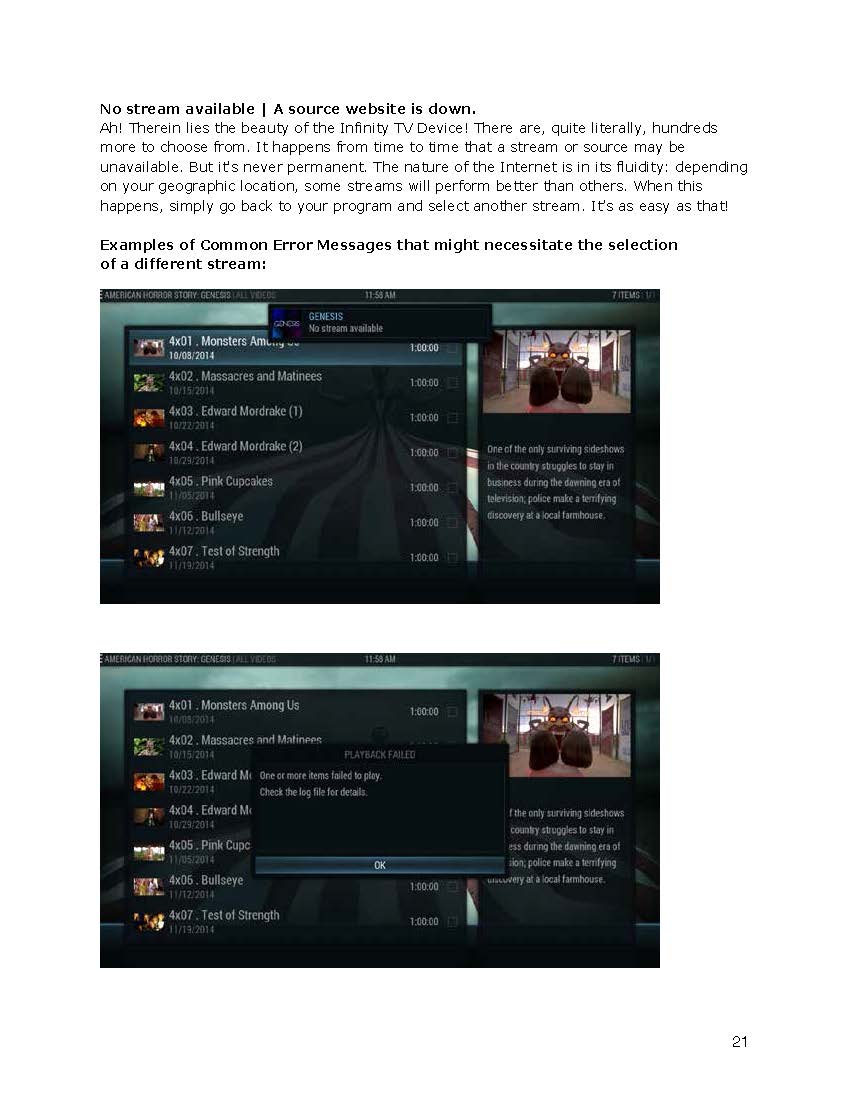 No stream available | A source website is down.
Ah! Therein lies the beauty of the Infinity TV Device! There are, quite literally, hundreds
more to choose from. It happens from time to time that a stream or source may be
unavailable. But it's never permanent. The nature of the Internet is in its fluidity: depending
on your geographic location, some streams will perform better than others. When this
happens, simply go back to your program and select another stream. It's as easy as that!
Examples of Common Error Messages that might necessitate the selection
of a different stream:
AMERICAN HORROR STORY: GENESIS | ALL VIDEOS 11:58 AM 7 ITEMS | 1/1
GENESIS
GENESIS
No stream available
4x01 . Monsters Among Us 1:00:00
10/08/2014
4x02 . Massacres and Matinees 1:00:00
10/15/2014
4x03 . Edward Mordrake (1) 1:00:00
10/22/2014
4x04 . Edward Mordrake (2) 1:00:00
10/29/2014
4x05 . Pink Cupcakes 1:00:00
11/05/2014
4x06 . Bullseye 1:00:00
11/12/2014
4x07 . Test of Strength 1:00:00
11/19/2014
One of the only surviving sideshows
in the country struggles to stay in
business during the dawning era of
television; police make a terrifying
discovery at a local farmhouse.
AMERICAN HORROR STORY: GENESIS | ALL VIDEOS 11:58 AM 7 ITEMS | 1/1
4x01 . Monsters Among Us 1:00:00
10/08/2014
4x02 . Massacres and Matinees
10/15/2014
4x03 . Edward Mo
10/22/2014
4x04 . Edward Mo
10/29/2014
4x05 . Pink Cupc
11/05/2014
4x06 . Bullseye 1:00:00
11/12/2014
4x07 . Test of Strength 1:00:00
11/19/2014
PLAYBACK FAILED
One or more items failed to play.
Check the log file for details.
OK
f the only surviving sideshows
country struggles to stay in
ess during the dawning era of
sion; police make a terrifying
discovery at a local farmhouse.
21